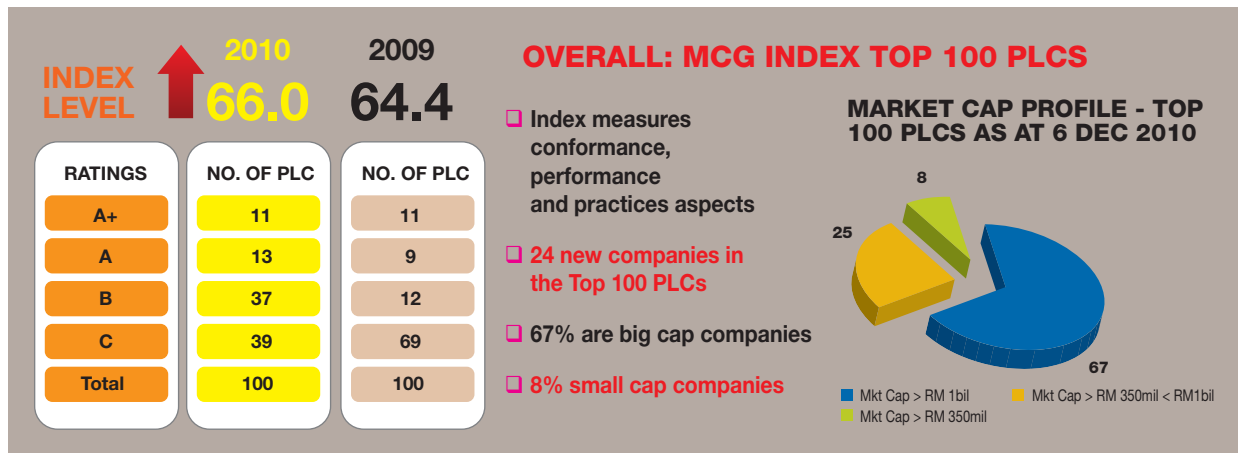 INDEX
LEVEL
2010
66.0
2009
64.4
RATINGS
NO. OF PLC
NO. OF PLC
A+
11
11
A
13
9
B
37
12
C
39
69
Total
100
100
OVERALL: MCG INDEX TOP 100 PLCS
❑ Index measures
conformance,
performance
and practices aspects
❑ 24 new companies in
the Top 100 PLCs
❑ 67% are big cap companies
❑ 8% small cap companies
MARKET CAP PROFILE - TOP
100 PLCS AS AT 6 DEC 2010
8
25
67
Mkt Cap > RM 1bil
Mkt Cap > RM 350mil < RM1bil
Mkt Cap > RM 350mil